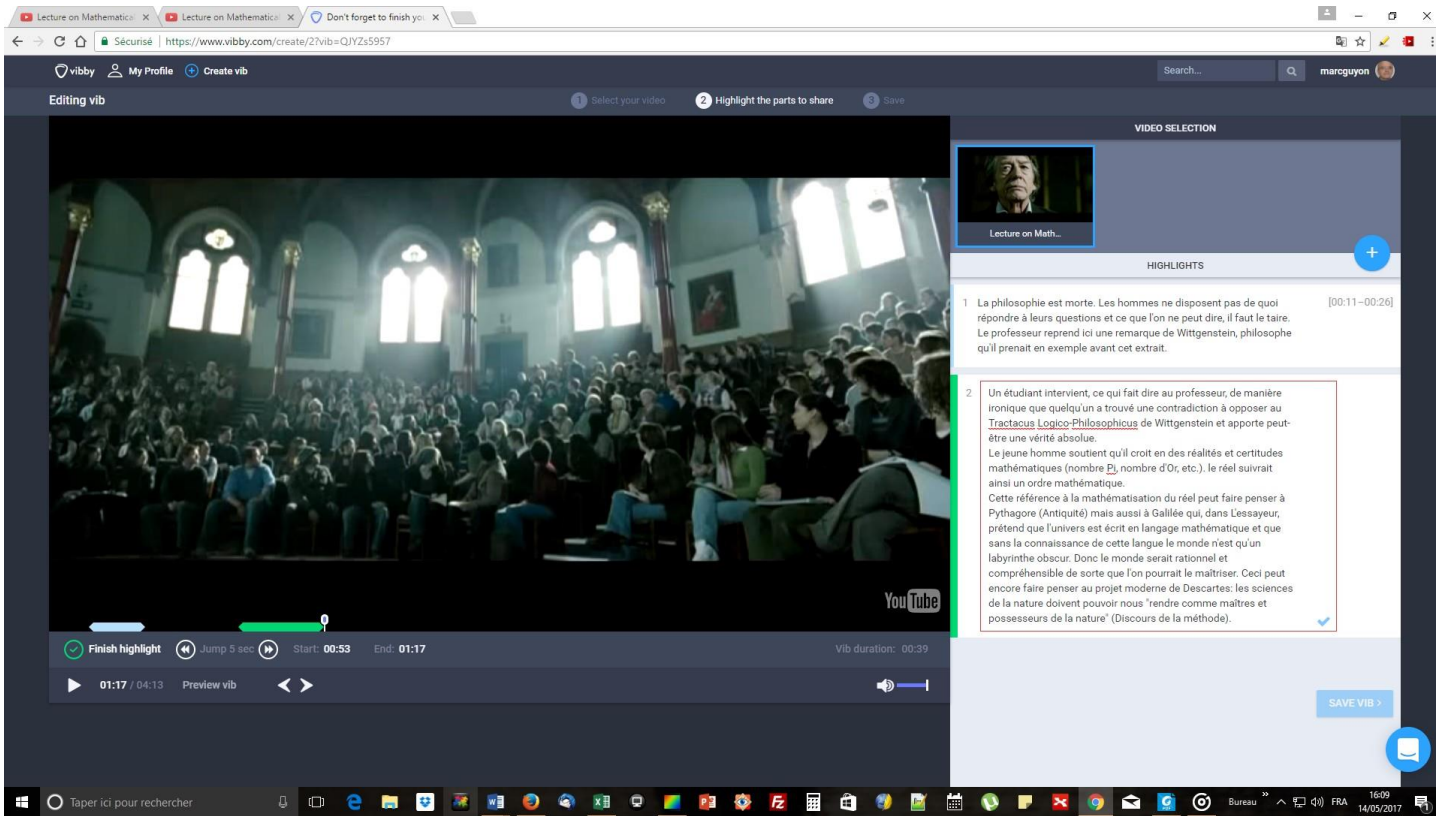 Lecture on Mathematica
Lecture on Mathematica
Don't forget to finish you
Sécurisé | https://www.vibby.com/create/2?vib=QJYZs5957
vibby My Profile Create vib
Search...
marcguyon
Editing vib
1 Select your video
2 Highlight the parts to share
3 Save
VIDEO SELECTION
Lecture on Math...
HIGHLIGHTS
1 La philosophie est morte. Les hommes ne disposent pas de quoi [00:11–00:26]
répondre à leurs questions et ce que l'on ne peut dire, il faut le taire.
Le professeur reprend ici une remarque de Wittgenstein, philosophe
qu'il prenait en exemple avant cet extrait.
2 Un étudiant intervient, ce qui fait dire au professeur, de manière
ironique que quelqu'un a trouvé une contradiction à opposer au
Tractacus Logico-Philosophicus de Wittgenstein et apporte peut-
être une vérité absolue.
Le jeune homme soutient qu'il croit en des réalités et certitudes
mathématiques (nombre Pi, nombre d'Or, etc.). le réel suivrait
ainsi un ordre mathématique.
Cette référence à la mathématisation du réel peut faire penser à
Pythagore (Antiquité) mais aussi à Galilée qui, dans L'essayeur,
prétend que l'univers est écrit en langage mathématique et que
sans la connaissance de cette langue le monde n'est qu'un
labyrinthe obscur. Donc le monde serait rationnel et
compréhensible de sorte que l'on pourrait le maîtriser. Ceci peut
encore faire penser au projet moderne de Descartes: les sciences
de la nature doivent pouvoir nous "rendre comme maîtres et
possesseurs de la nature" (Discours de la méthode).
YouTube
Finish highlight Jump 5 sec Start: 00:53 End: 01:17 Vib duration: 00:39
01:17 / 04:13 Preview vib
SAVE VIB >
Taper ici pour rechercher
Bureau
FRA
16:09
14/05/2017